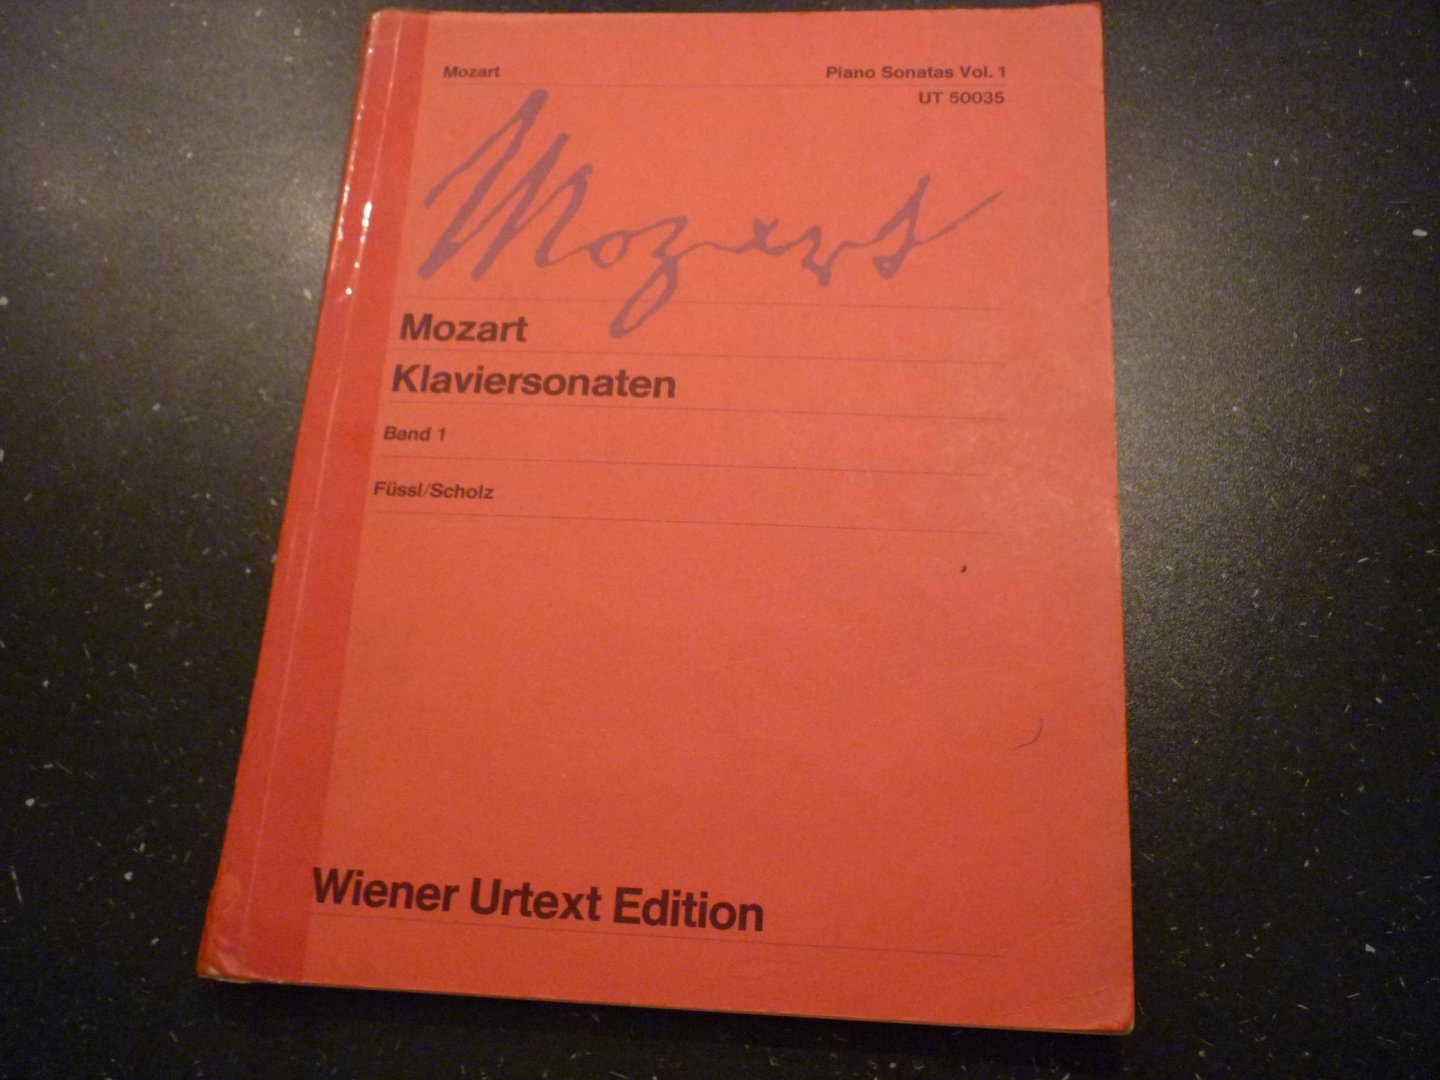 Mozart Piano Sonatas Vol. 1
UT 50035
Mozart
Mozart
Klaviersonaten
Band 1
Füssl/Scholz
Wiener Urtext Edition